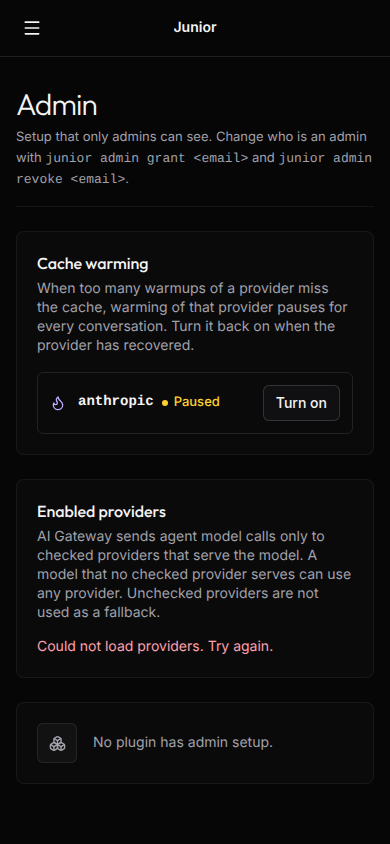 Junior
Admin
Setup that only admins can see. Change who is an admin
with junior admin grant <email> and junior admin
revoke <email>.
Cache warming
When too many warmups of a provider miss
the cache, warming of that provider pauses for
every conversation. Turn it back on when the
provider has recovered.
anthropic Paused Turn on
Enabled providers
AI Gateway sends agent model calls only to
checked providers that serve the model. A
model that no checked provider serves can use
any provider. Unchecked providers are not
used as a fallback.
Could not load providers. Try again.
No plugin has admin setup.